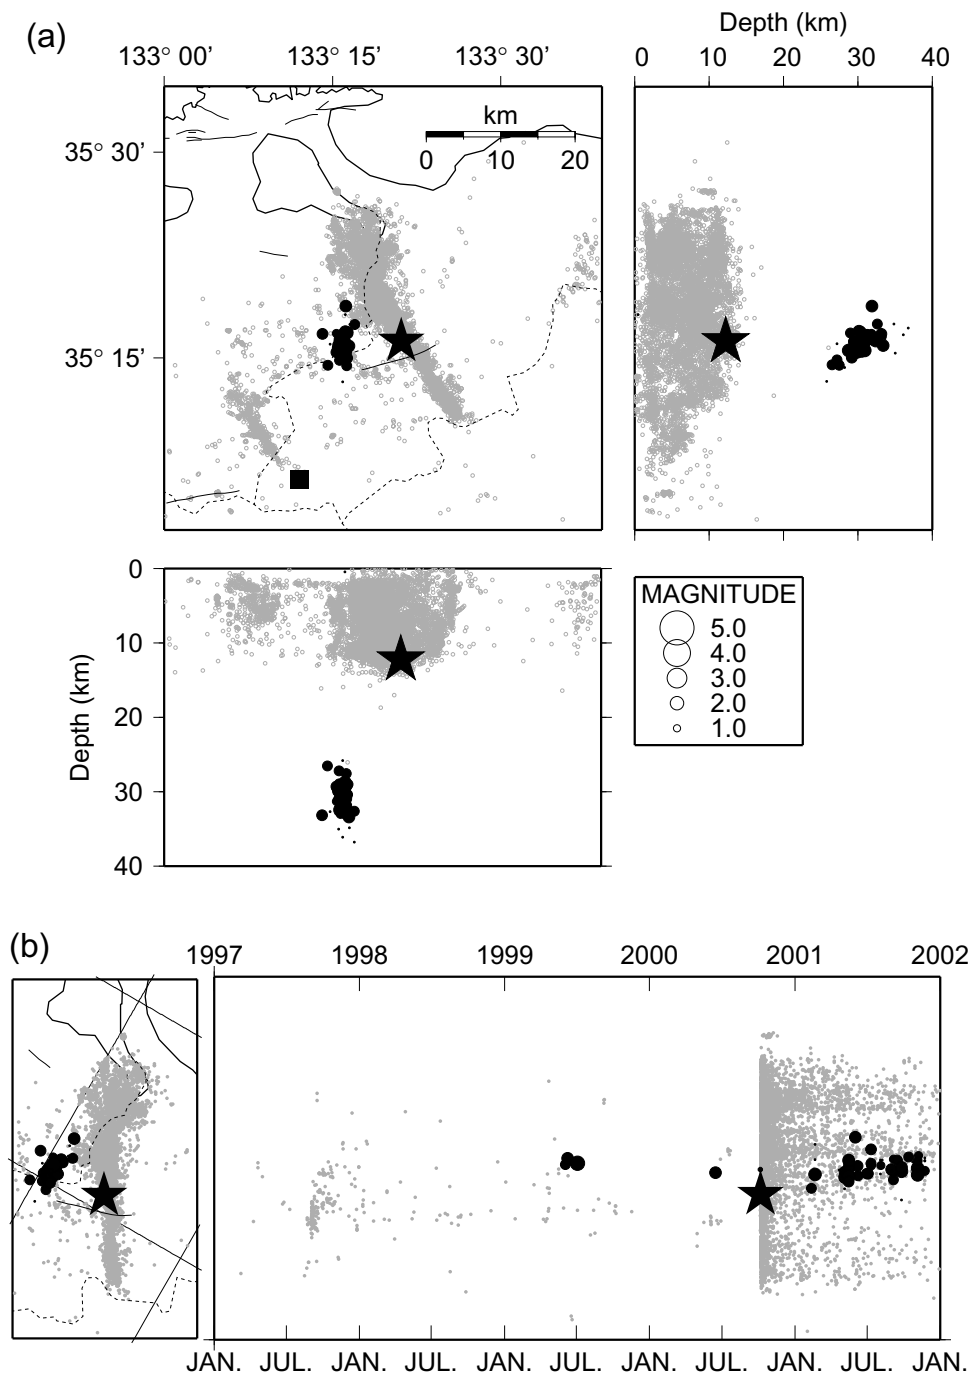 (a)
Depth (km)
133° 00' 133° 15' 133° 30'
0 10 20 30 40
km
0 10 20
35° 30'
35° 15'
0
10
20
30
40
Depth (km)
MAGNITUDE
5.0
4.0
3.0
2.0
1.0
(b)
1997 1998 1999 2000 2001 2002
JAN. JUL. JAN. JUL. JAN. JUL. JAN. JUL. JAN. JUL. JAN.